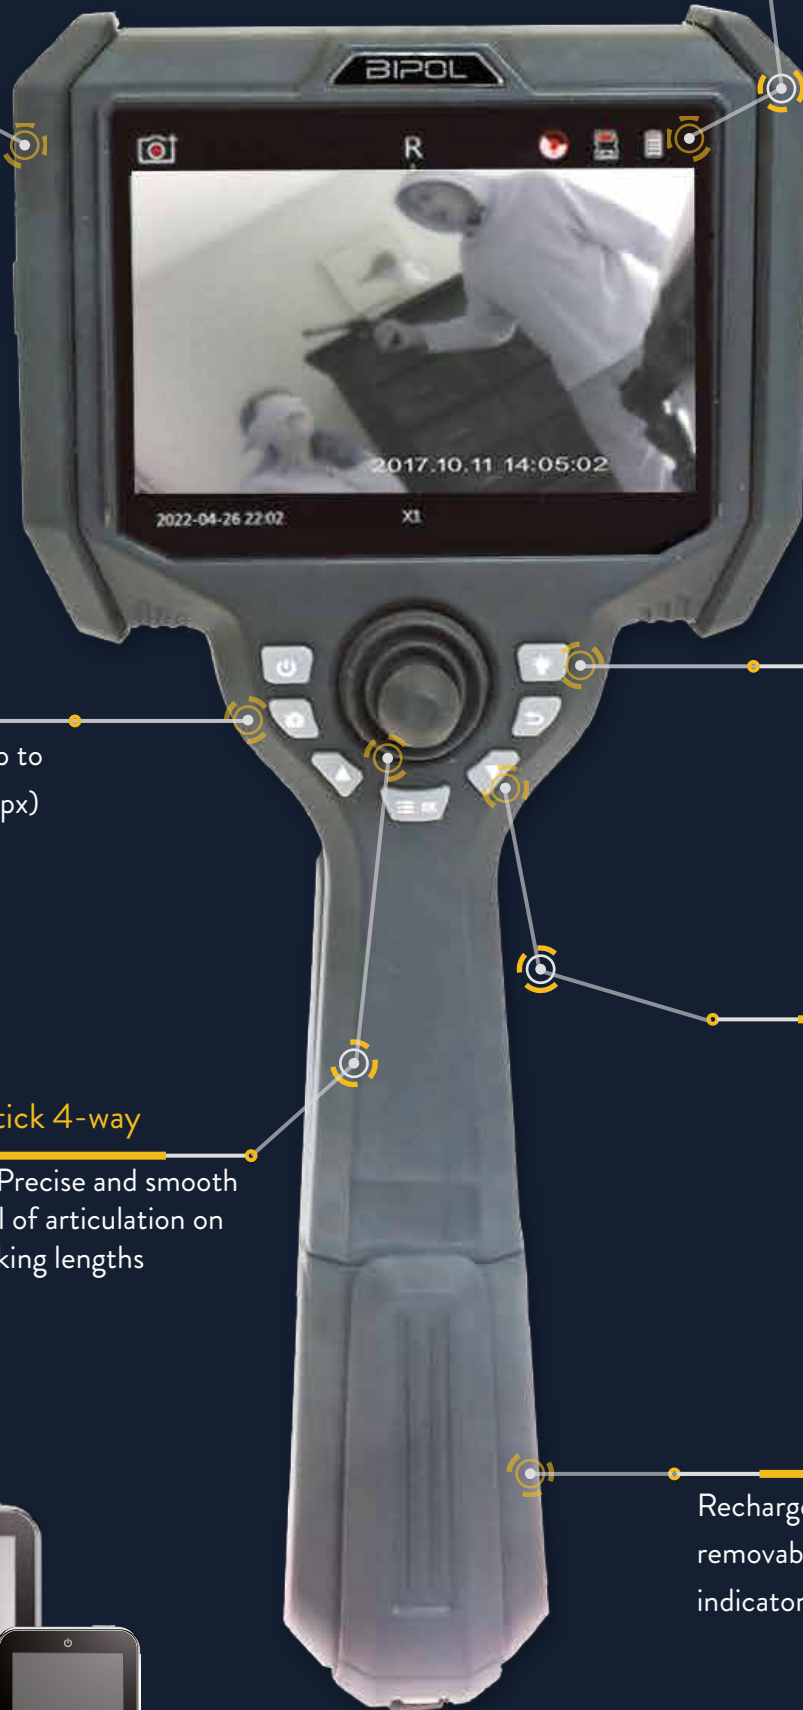 BIPOL
R
2017.10.11 14:05:02
2022-04-26 22:02
X1
to
px)
tick 4-way
Precise and smooth
l of articulation on
king lengths
Recharge
removab
indicator